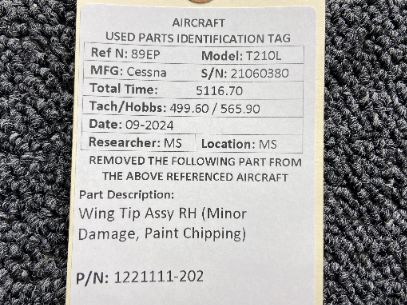 AIRCRAFT
USED PARTS IDENTIFICATION TAG
Ref N: 89EP Model: T210L
MFG: Cessna S/N: 21060380
Total Time: 5116.70
Tach/Hobbs: 499.60 / 565.90
Date: 09-2024
Researcher: MS Location: MS
REMOVED THE FOLLOWING PART FROM
THE ABOVE REFERENCED AIRCRAFT
Part Description:
Wing Tip Assy RH (Minor
Damage, Paint Chipping)
P/N: 1221111-202